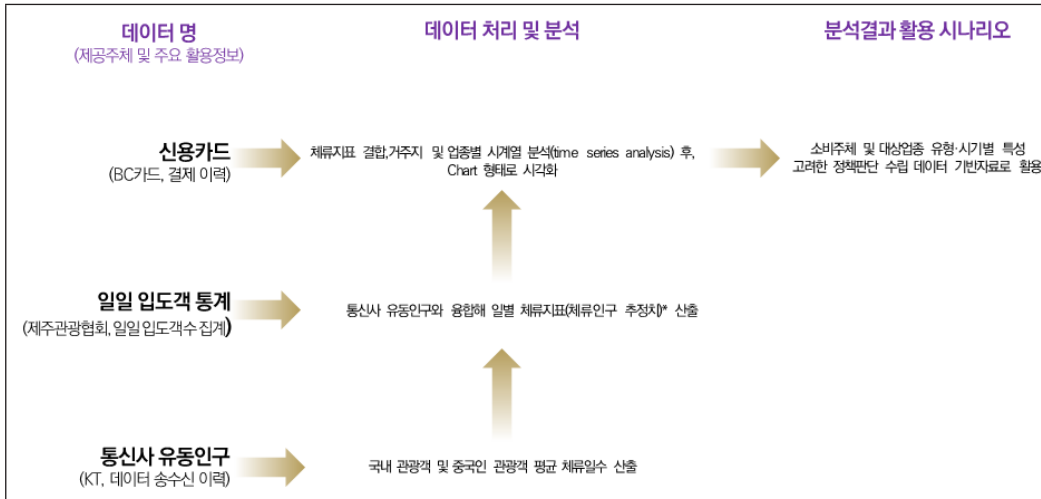 데이터 명
(제공주체 및 주요 활용정보)
데이터 처리 및 분석
분석결과 활용 시나리오
신용카드
(BC카드, 결제 이력)
체류지표 결합,거주지 및 업종별 시계열 분석(time series analysis) 후,
Chart 형태로 시각화
소비주체 및 대상업종 유형·시기별 특성
고려한 정책판단 수립 데이터 기반자료로 활용
일일 입도객 통계
(제주관광협회, 일일 입도객수 집계)
통신사 유동인구와 융합해 일별 체류지표(체류인구 추정치)* 산출
통신사 유동인구
(KT, 데이터 송수신 이력)
국내 관광객 및 중국인 관광객 평균 체류일수 산출